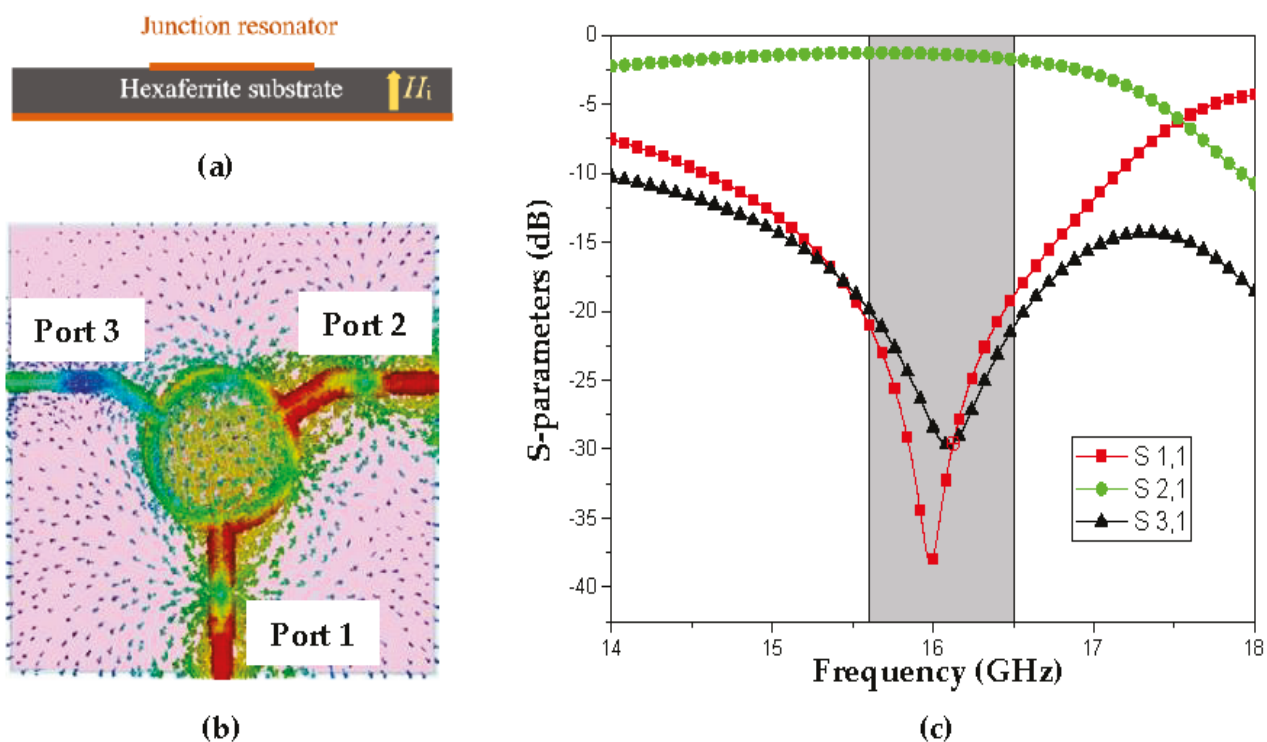 Junction resonator
Hexaferrite substrate
Hi
(a)
Port 3
Port 2
Port 1
(b)
S-parameters (dB)
0
-5
-10
-15
-20
-25
-30
-35
-40
S 1,1
S 2,1
S 3,1
14
15
16
17
18
Frequency (GHz)
(c)